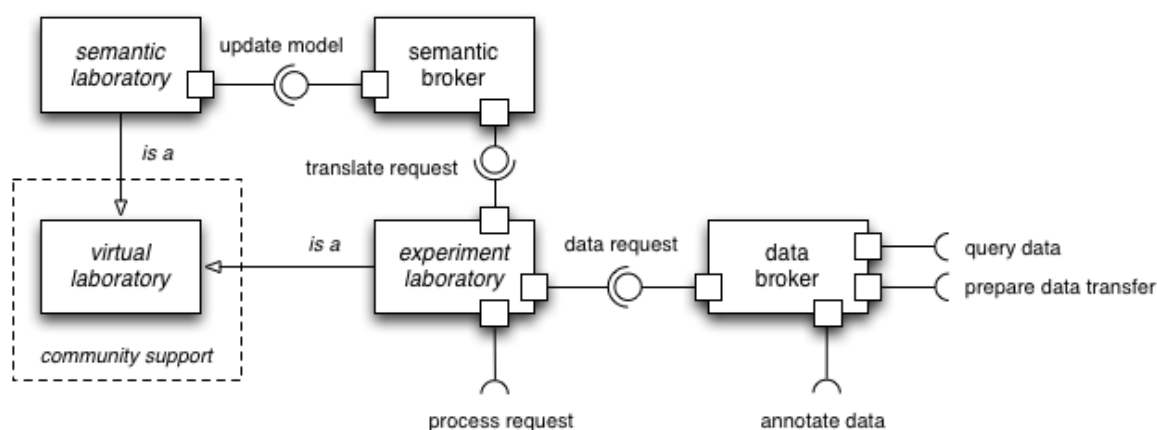 semantic
laboratory
update model
semantic
broker
is a
translate request
virtual
laboratory
community support
is a
experiment
laboratory
data request
data
broker
query data
prepare data transfer
process request
annotate data